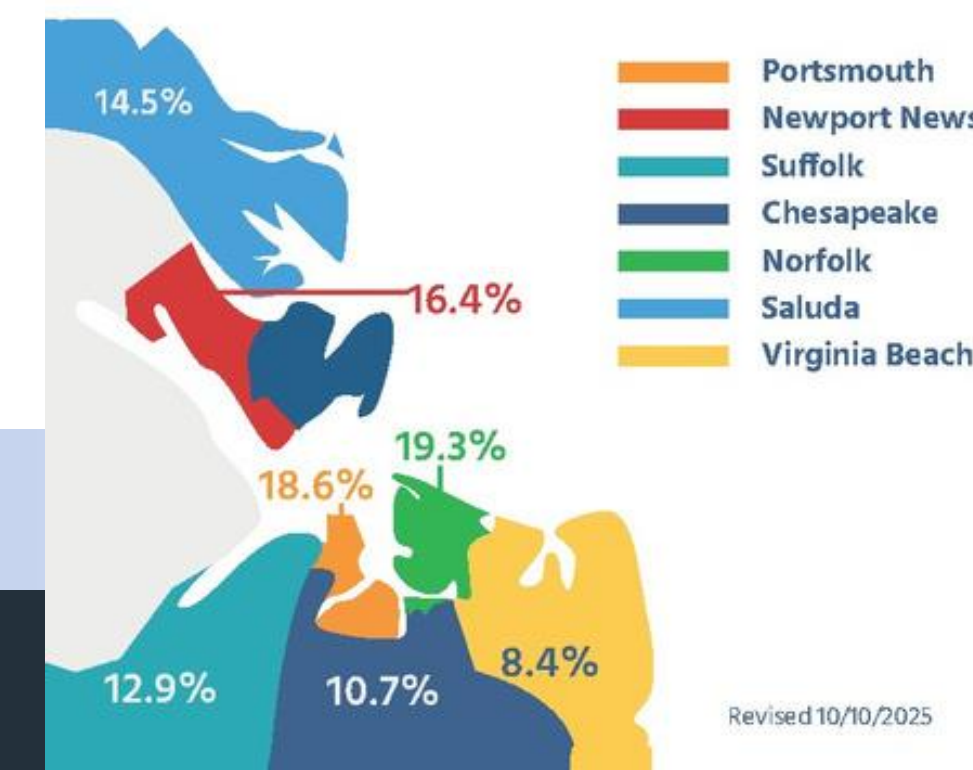 14.5%
Portsmouth
Newport News
Suffolk
Chesapeake
Norfolk
Saluda
Virginia Beach
16.4%
19.3%
18.6%
8.4%
12.9%
10.7%
Revised 10/10/2025